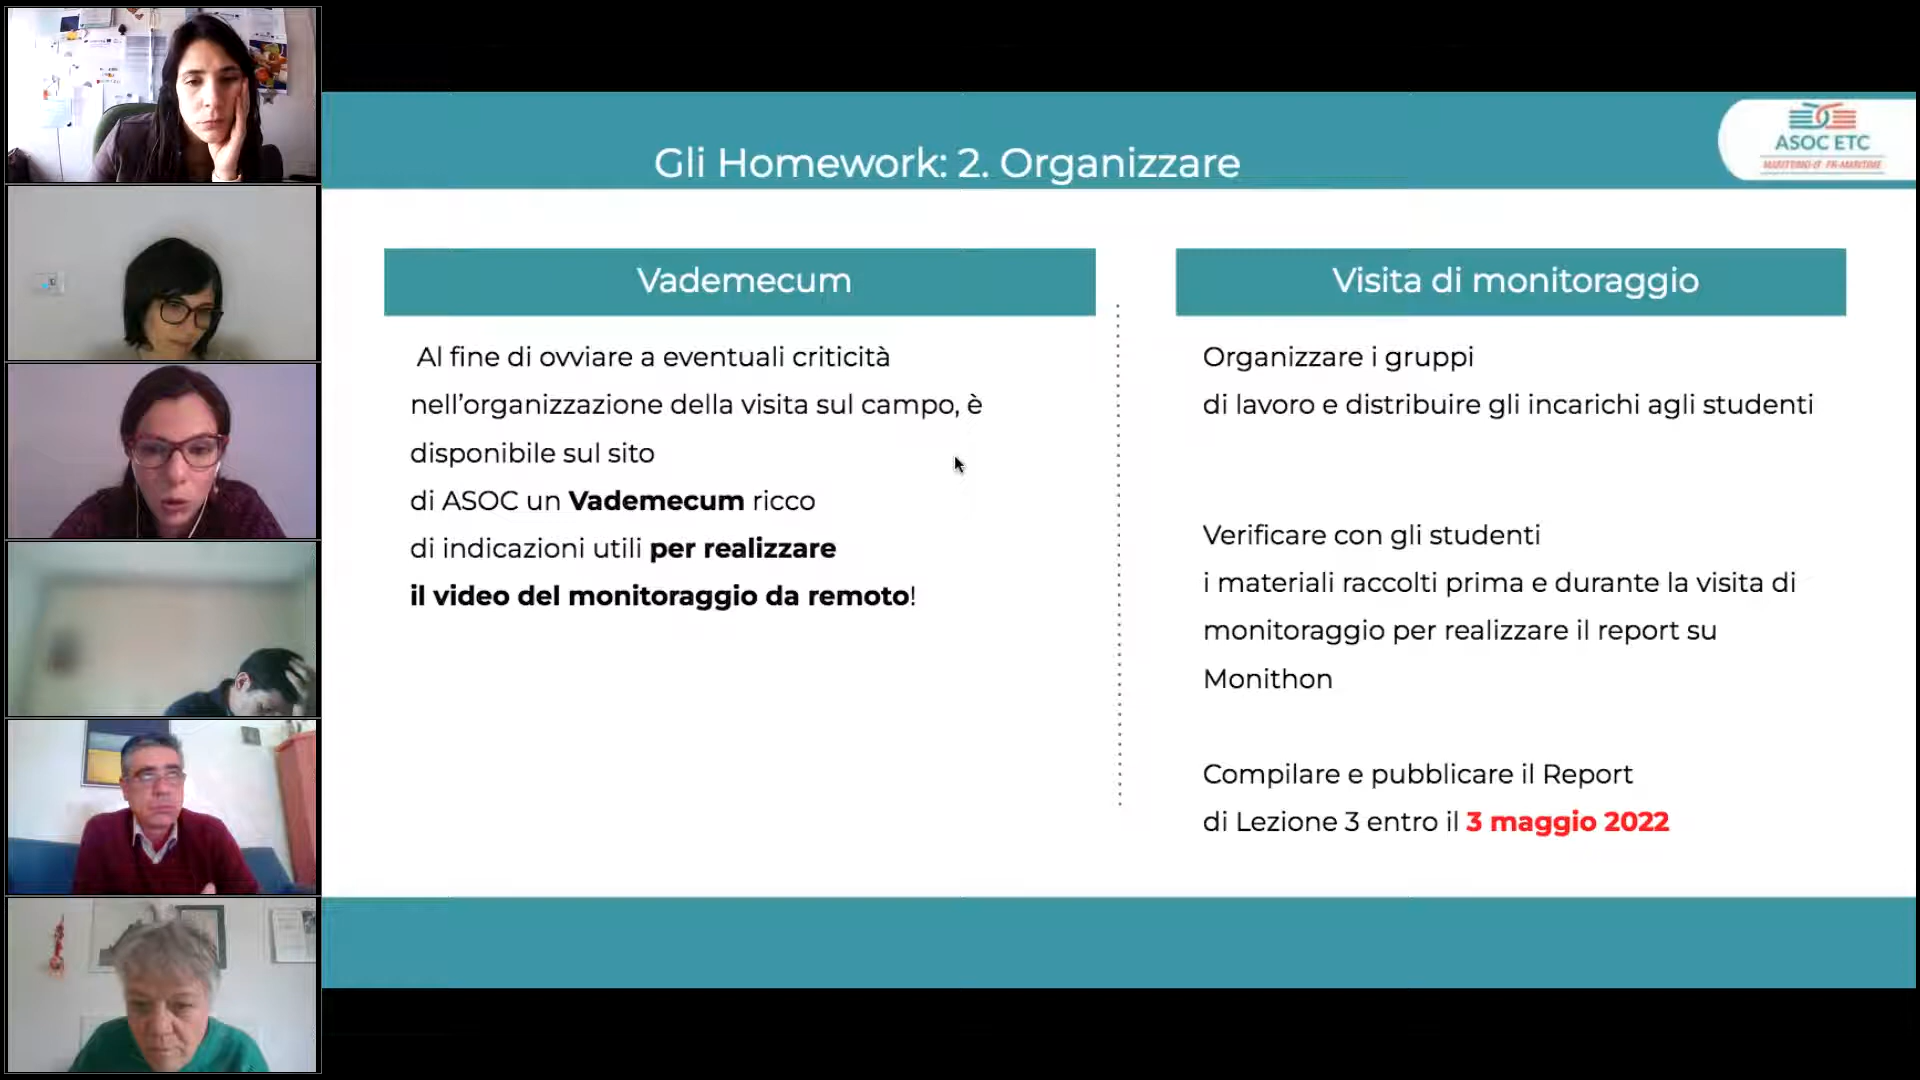 Gli Homework: 2. Organizzare
ASOC ETC
MARITTIMO-IT FR-MARITIME
Vademecum
Al fine di ovviare a eventuali criticità
nell'organizzazione della visita sul campo, è
disponibile sul sito
di ASOC un Vademecum ricco
di indicazioni utili per realizzare
il video del monitoraggio da remoto!
Visita di monitoraggio
Organizzare i gruppi
di lavoro e distribuire gli incarichi agli studenti
Verificare con gli studenti
i materiali raccolti prima e durante la visita di
monitoraggio per realizzare il report su
Monithon
Compilare e pubblicare il Report
di Lezione 3 entro il 3 maggio 2022